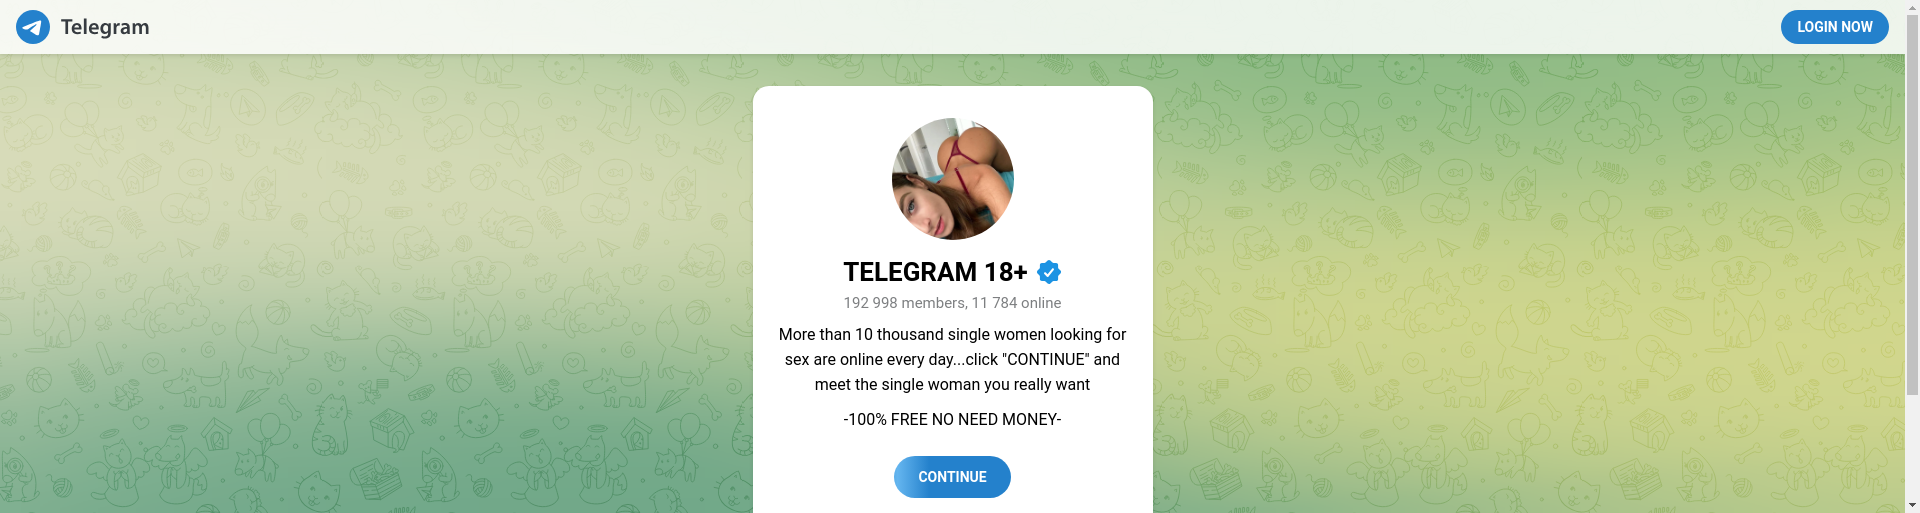 Telegram
LOGIN NOW
TELEGRAM 18+
192 998 members, 11 784 online
More than 10 thousand single women looking for
sex are online every day...click "CONTINUE" and
meet the single woman you really want
-100% FREE NO NEED MONEY-
CONTINUE